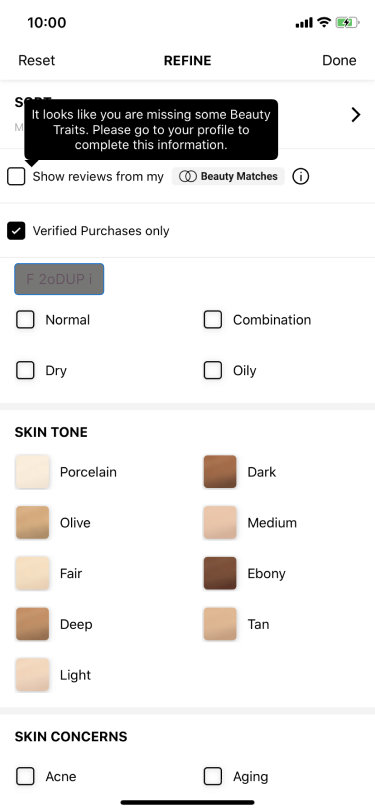 10:00
Reset REFINE Done
It looks like you are missing some Beauty
Traits. Please go to your profile to
complete this information.
Show reviews from my Beauty Matches
Verified Purchases only
Normal Combination
Dry Oily
SKIN TONE
Porcelain Dark
Olive Medium
Fair Ebony
Deep Tan
Light
SKIN CONCERNS
Acne Aging